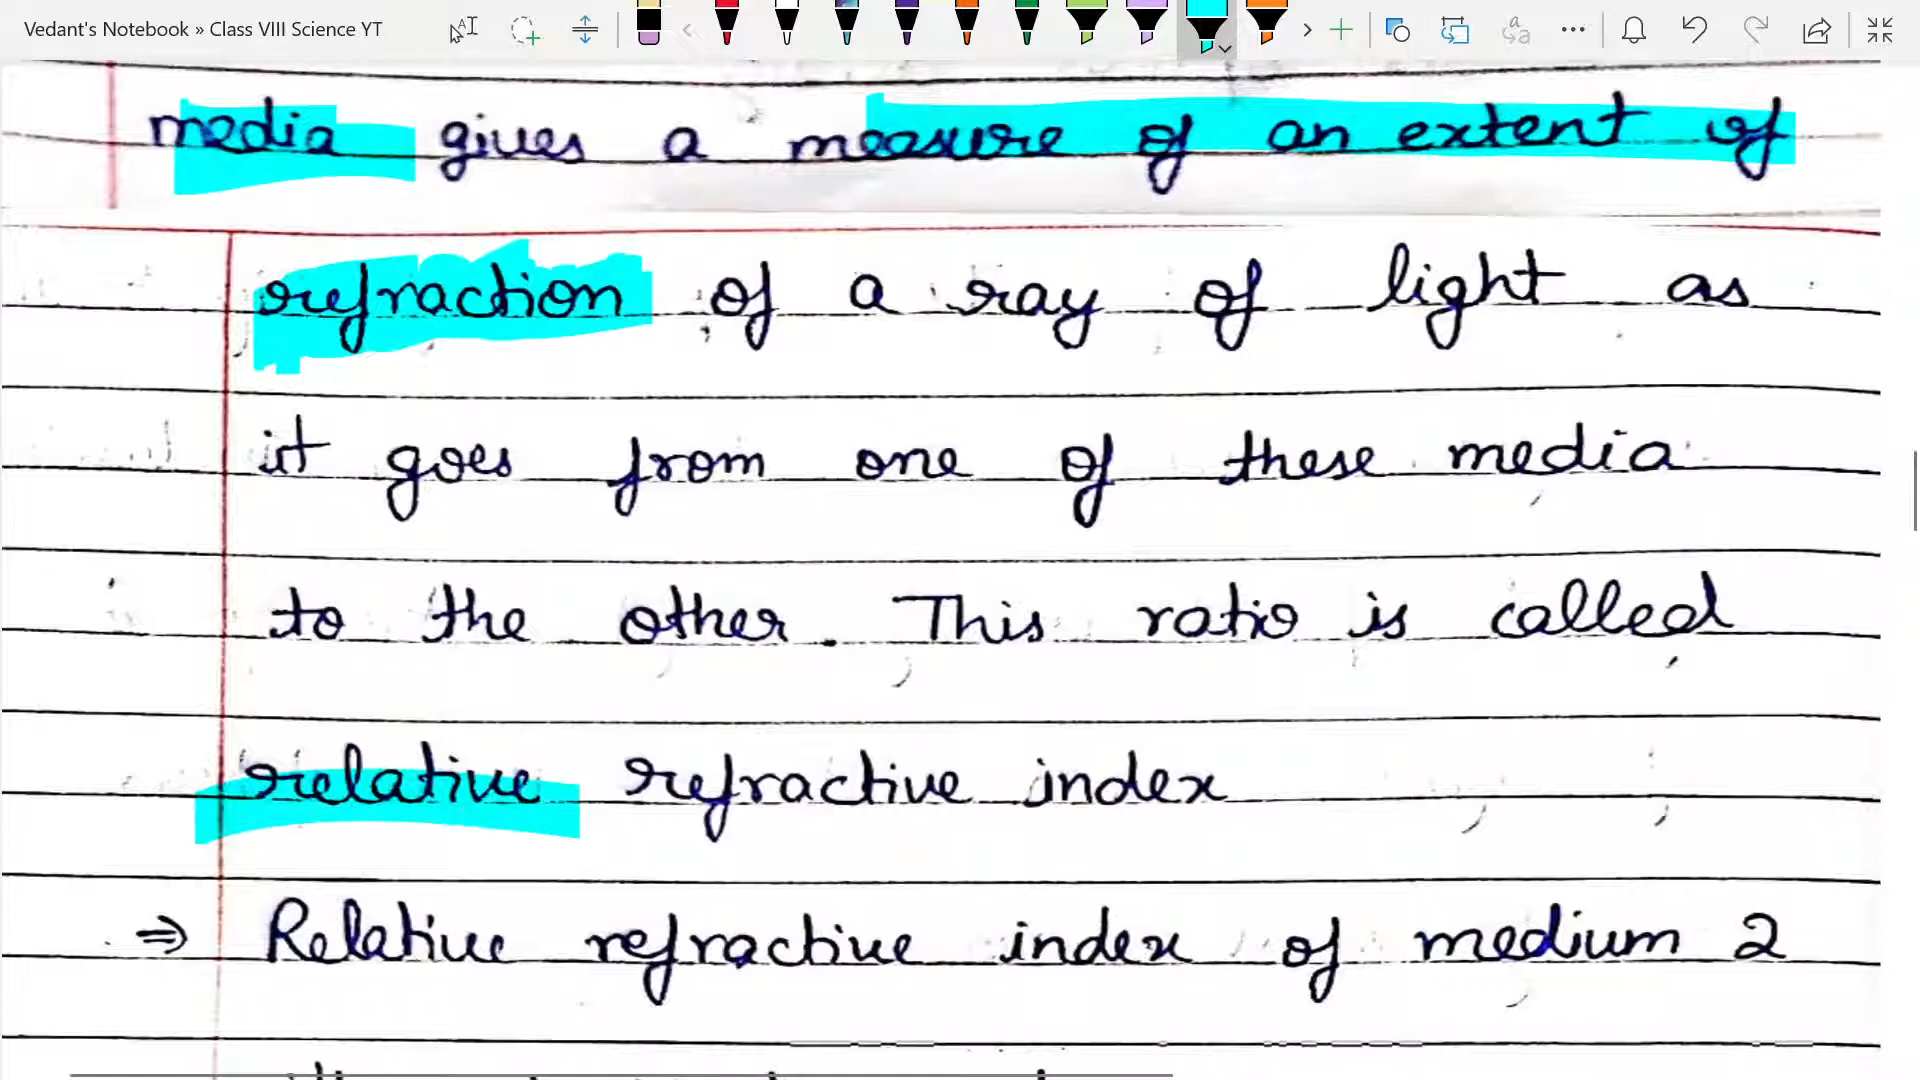 Vedant's Notebook » Class VIII Science YT
media gives a measure of an extent of
refraction of a ray of light as
it goes from one of these media
to the other. This ratio is called
relative refractive index
⇒ Relative refractive index of medium 2